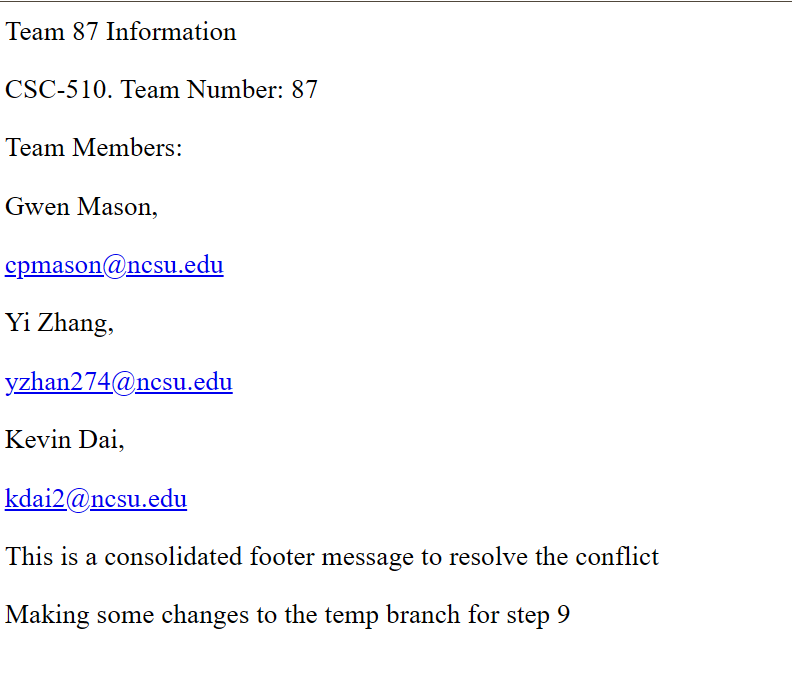 Team 87 Information
CSC-510. Team Number: 87
Team Members:
Gwen Mason,
cpmason@ncsu.edu
Yi Zhang,
yzhan274@ncsu.edu
Kevin Dai,
kdai2@ncsu.edu
This is a consolidated footer message to resolve the conflict
Making some changes to the temp branch for step 9